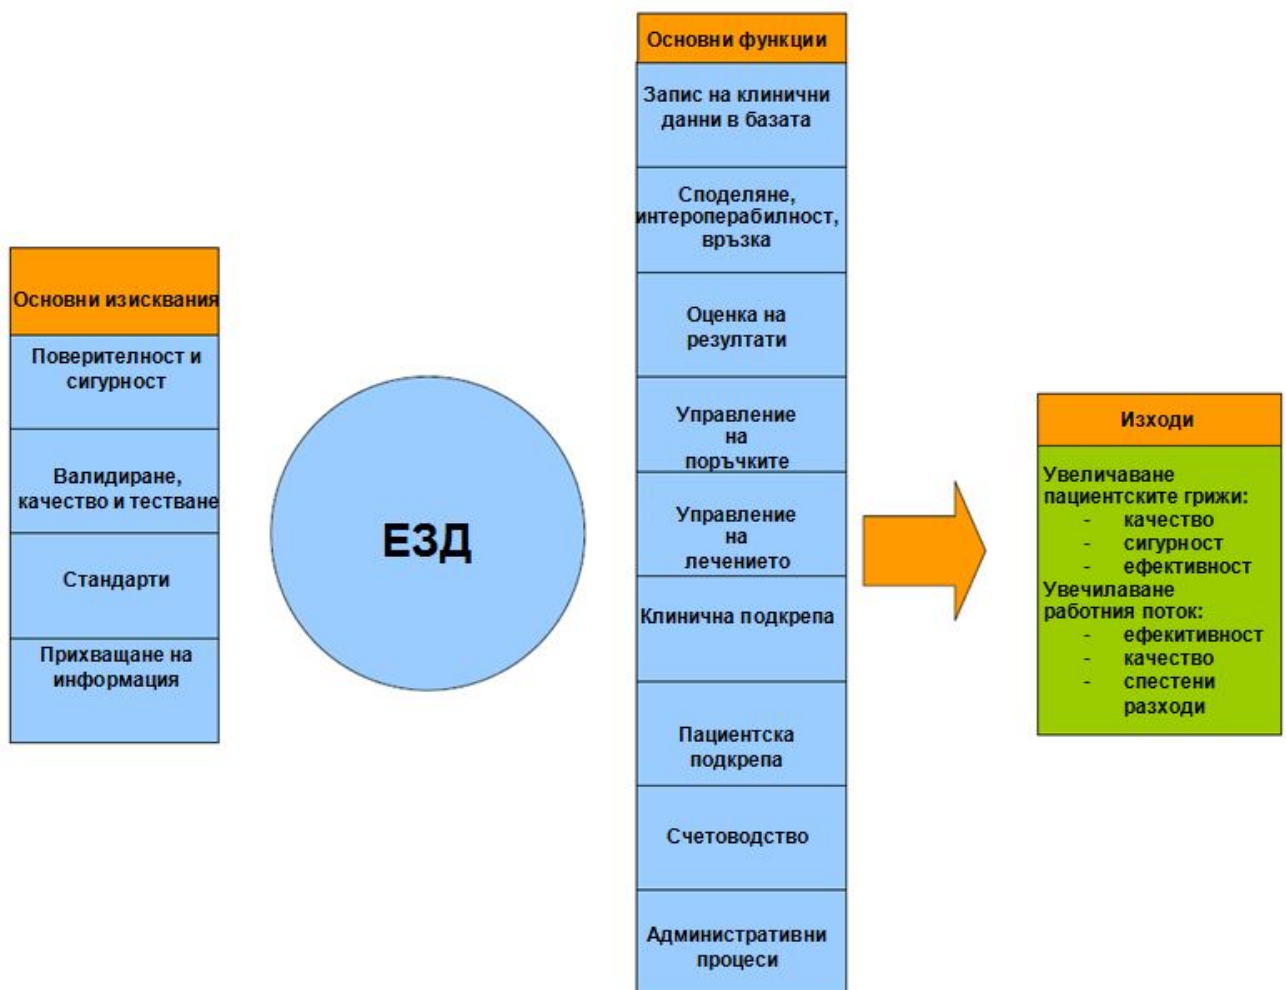 Основни изисквания
Поверителност и
сигурност
Валидиране,
качество и тестване
Стандарти
Прихващане на
информация
ЕЗД
Основни функции
Запис на клинични
данни в базата
Споделяне,
интероперабилност,
връзка
Оценка на
резултати
Управление
на
поръчките
Управление
на
лечението
Клинична подкрепа
Пациентска
подкрепа
Счетоводство
Административни
процеси
Изходи
Увеличаване
пациентските грижи:
- качество
- сигурност
- ефективност
Увечилаване
работния поток:
- ефекитивност
- качество
- спестени
разходи